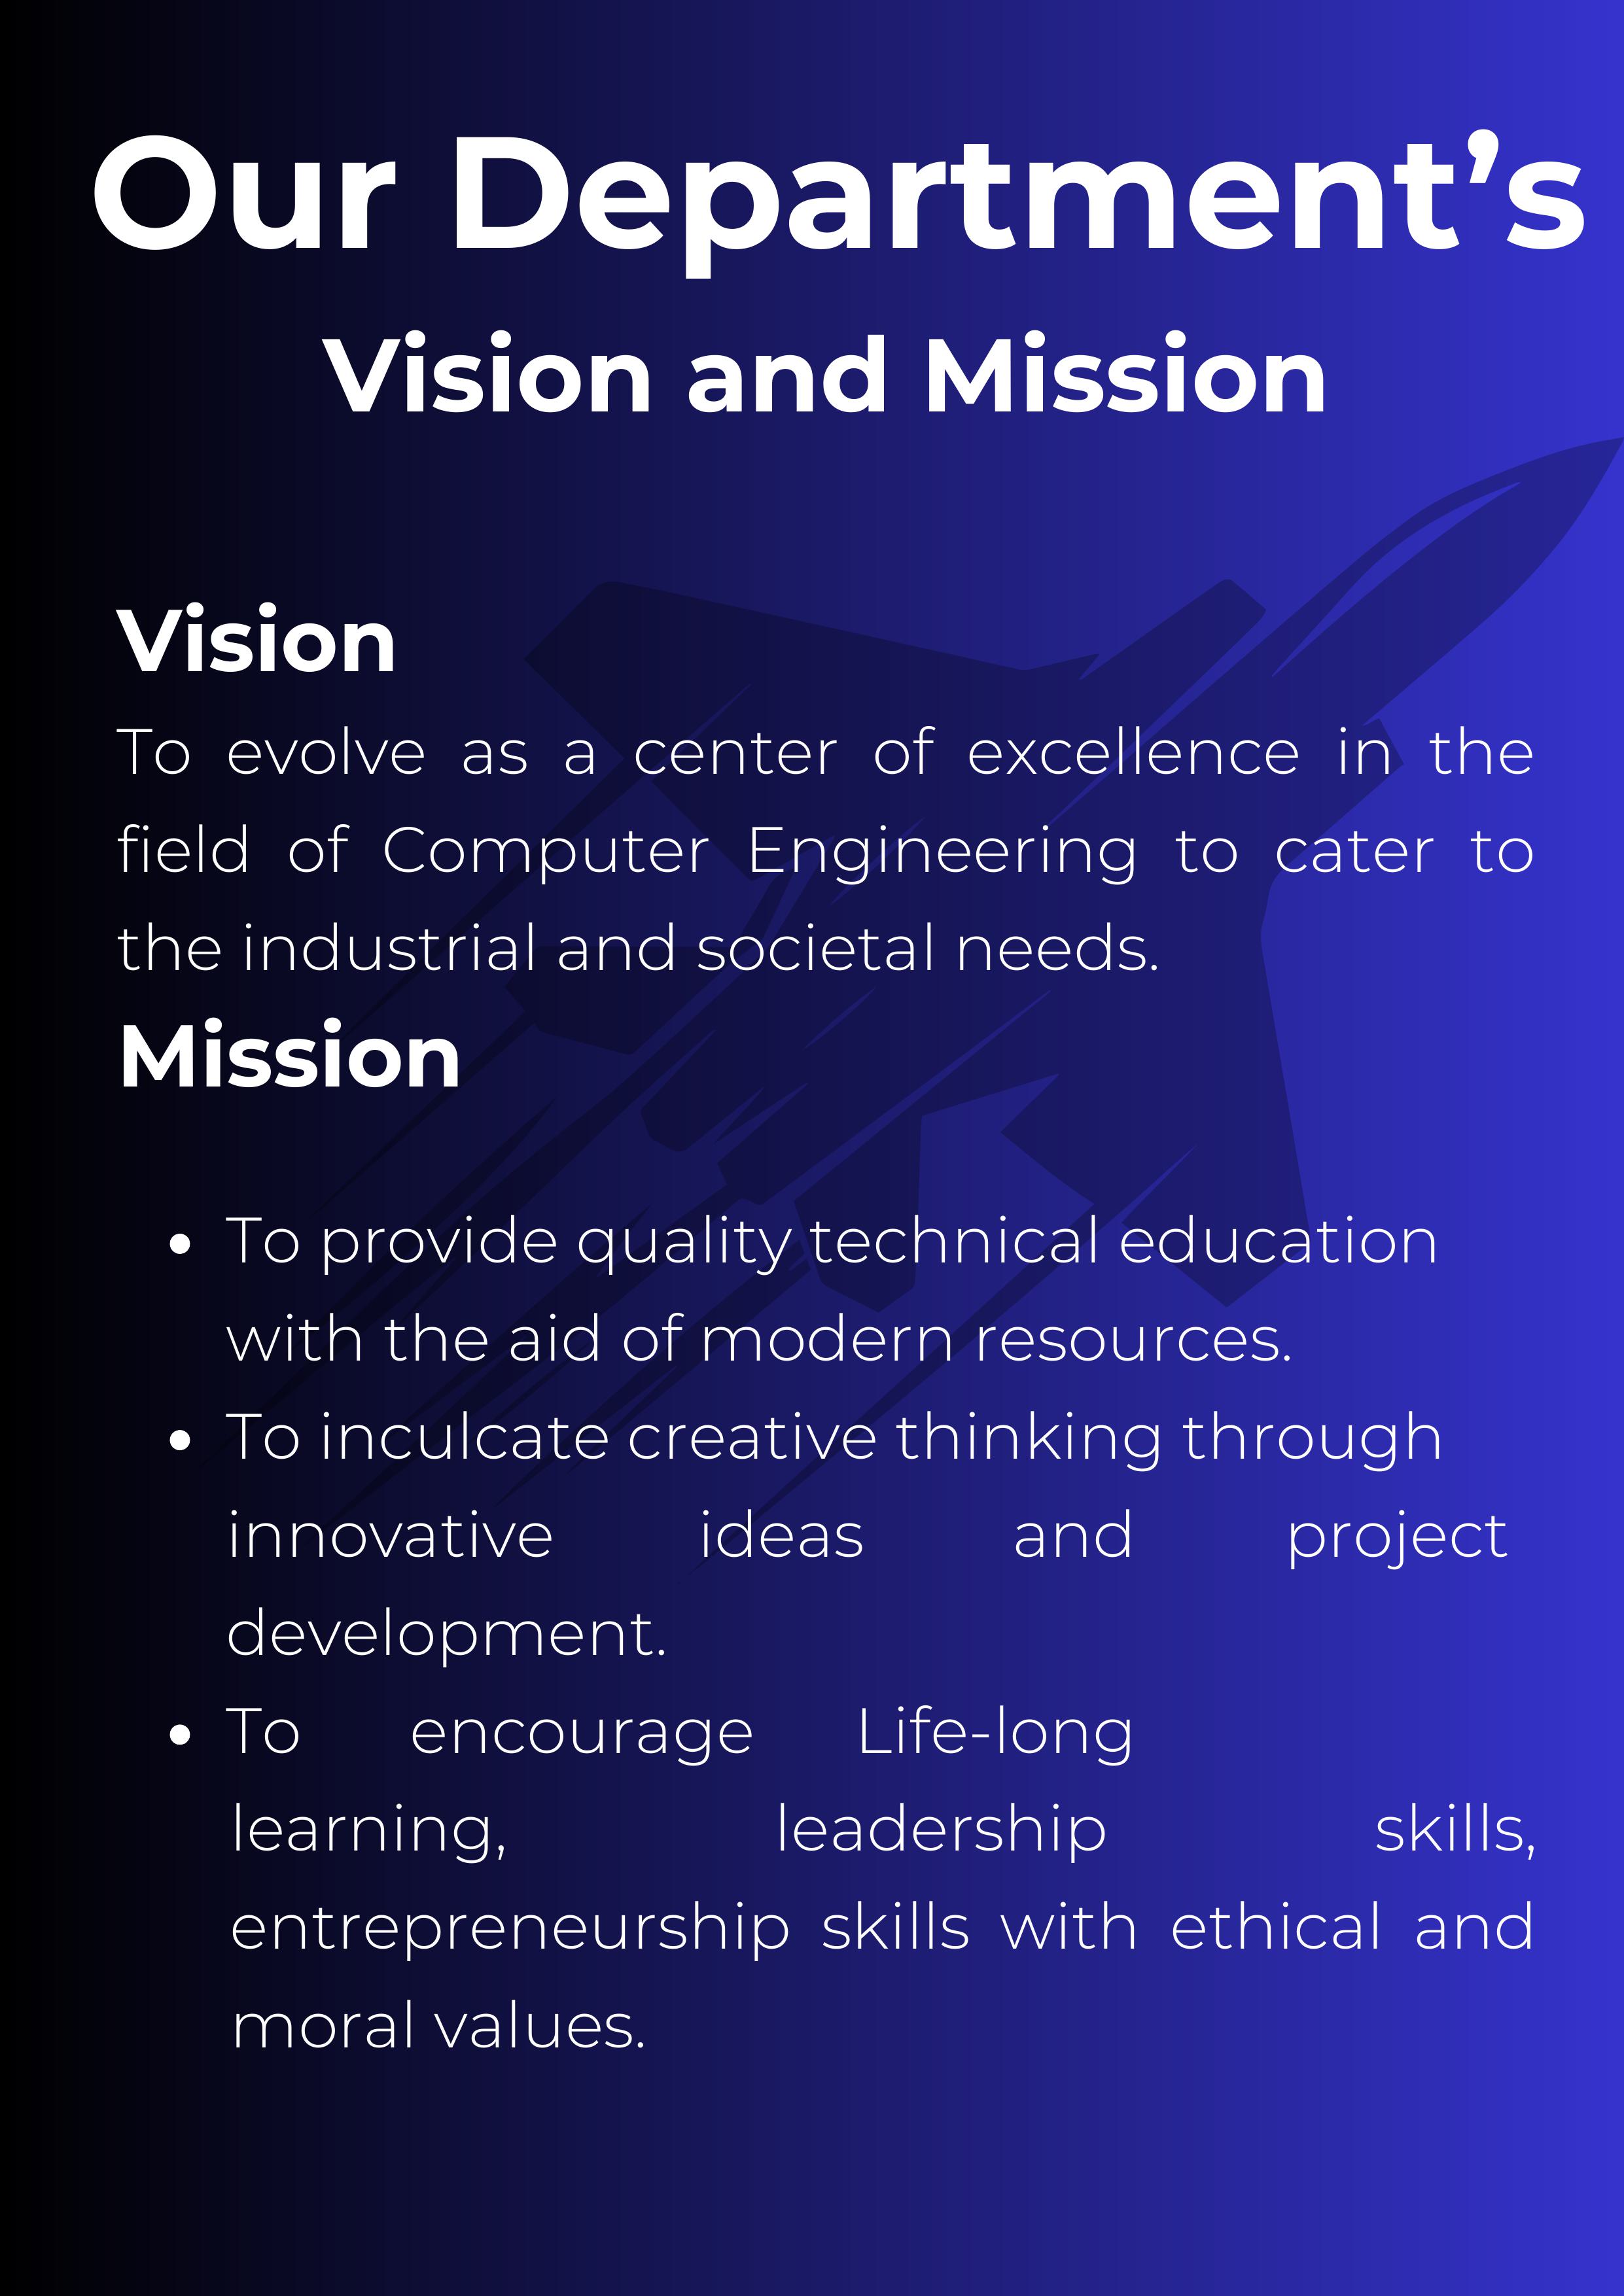 Our Department’s
Vision and Mission
Vision
To evolve as a center of excellence in the
field of Computer Engineering to cater to
the industrial and societal needs.
Mission
• To provide quality technical education
with the aid of modern resources.
• To inculcate creative thinking through
innovative ideas and project
development.
• To encourage Life-long
learning, leadership skills,
entrepreneurship skills with ethical and
moral values.